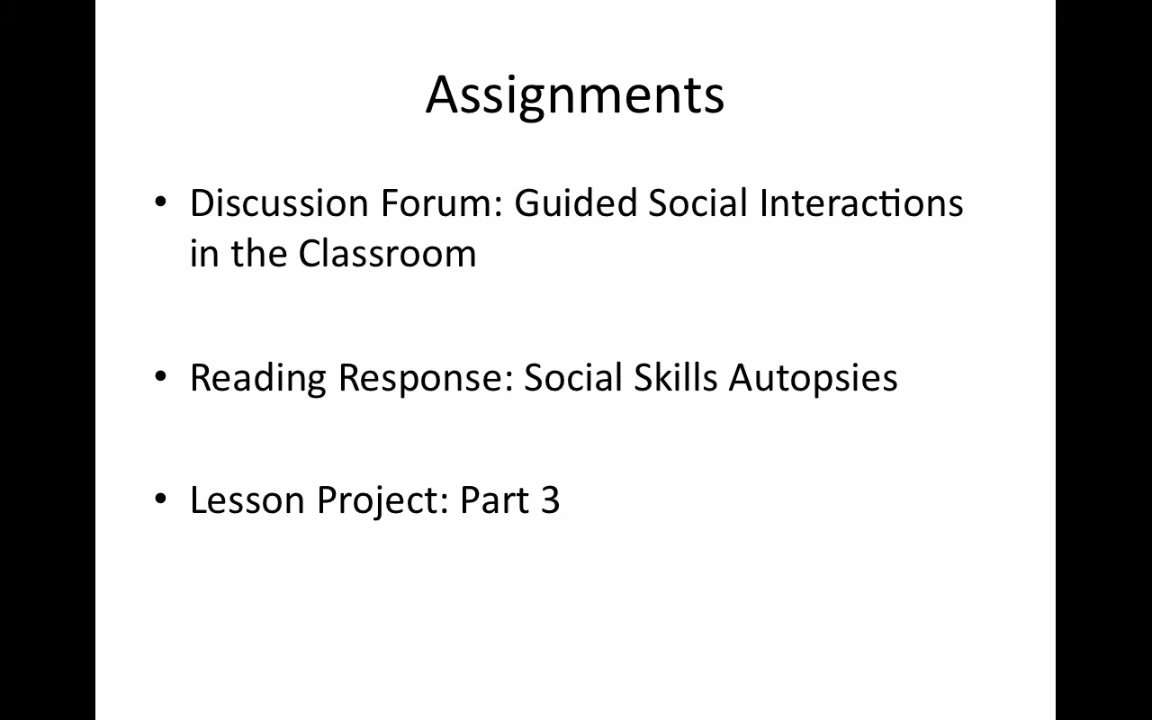 Assignments
• Discussion Forum: Guided Social Interactions
in the Classroom
• Reading Response: Social Skills Autopsies
• Lesson Project: Part 3